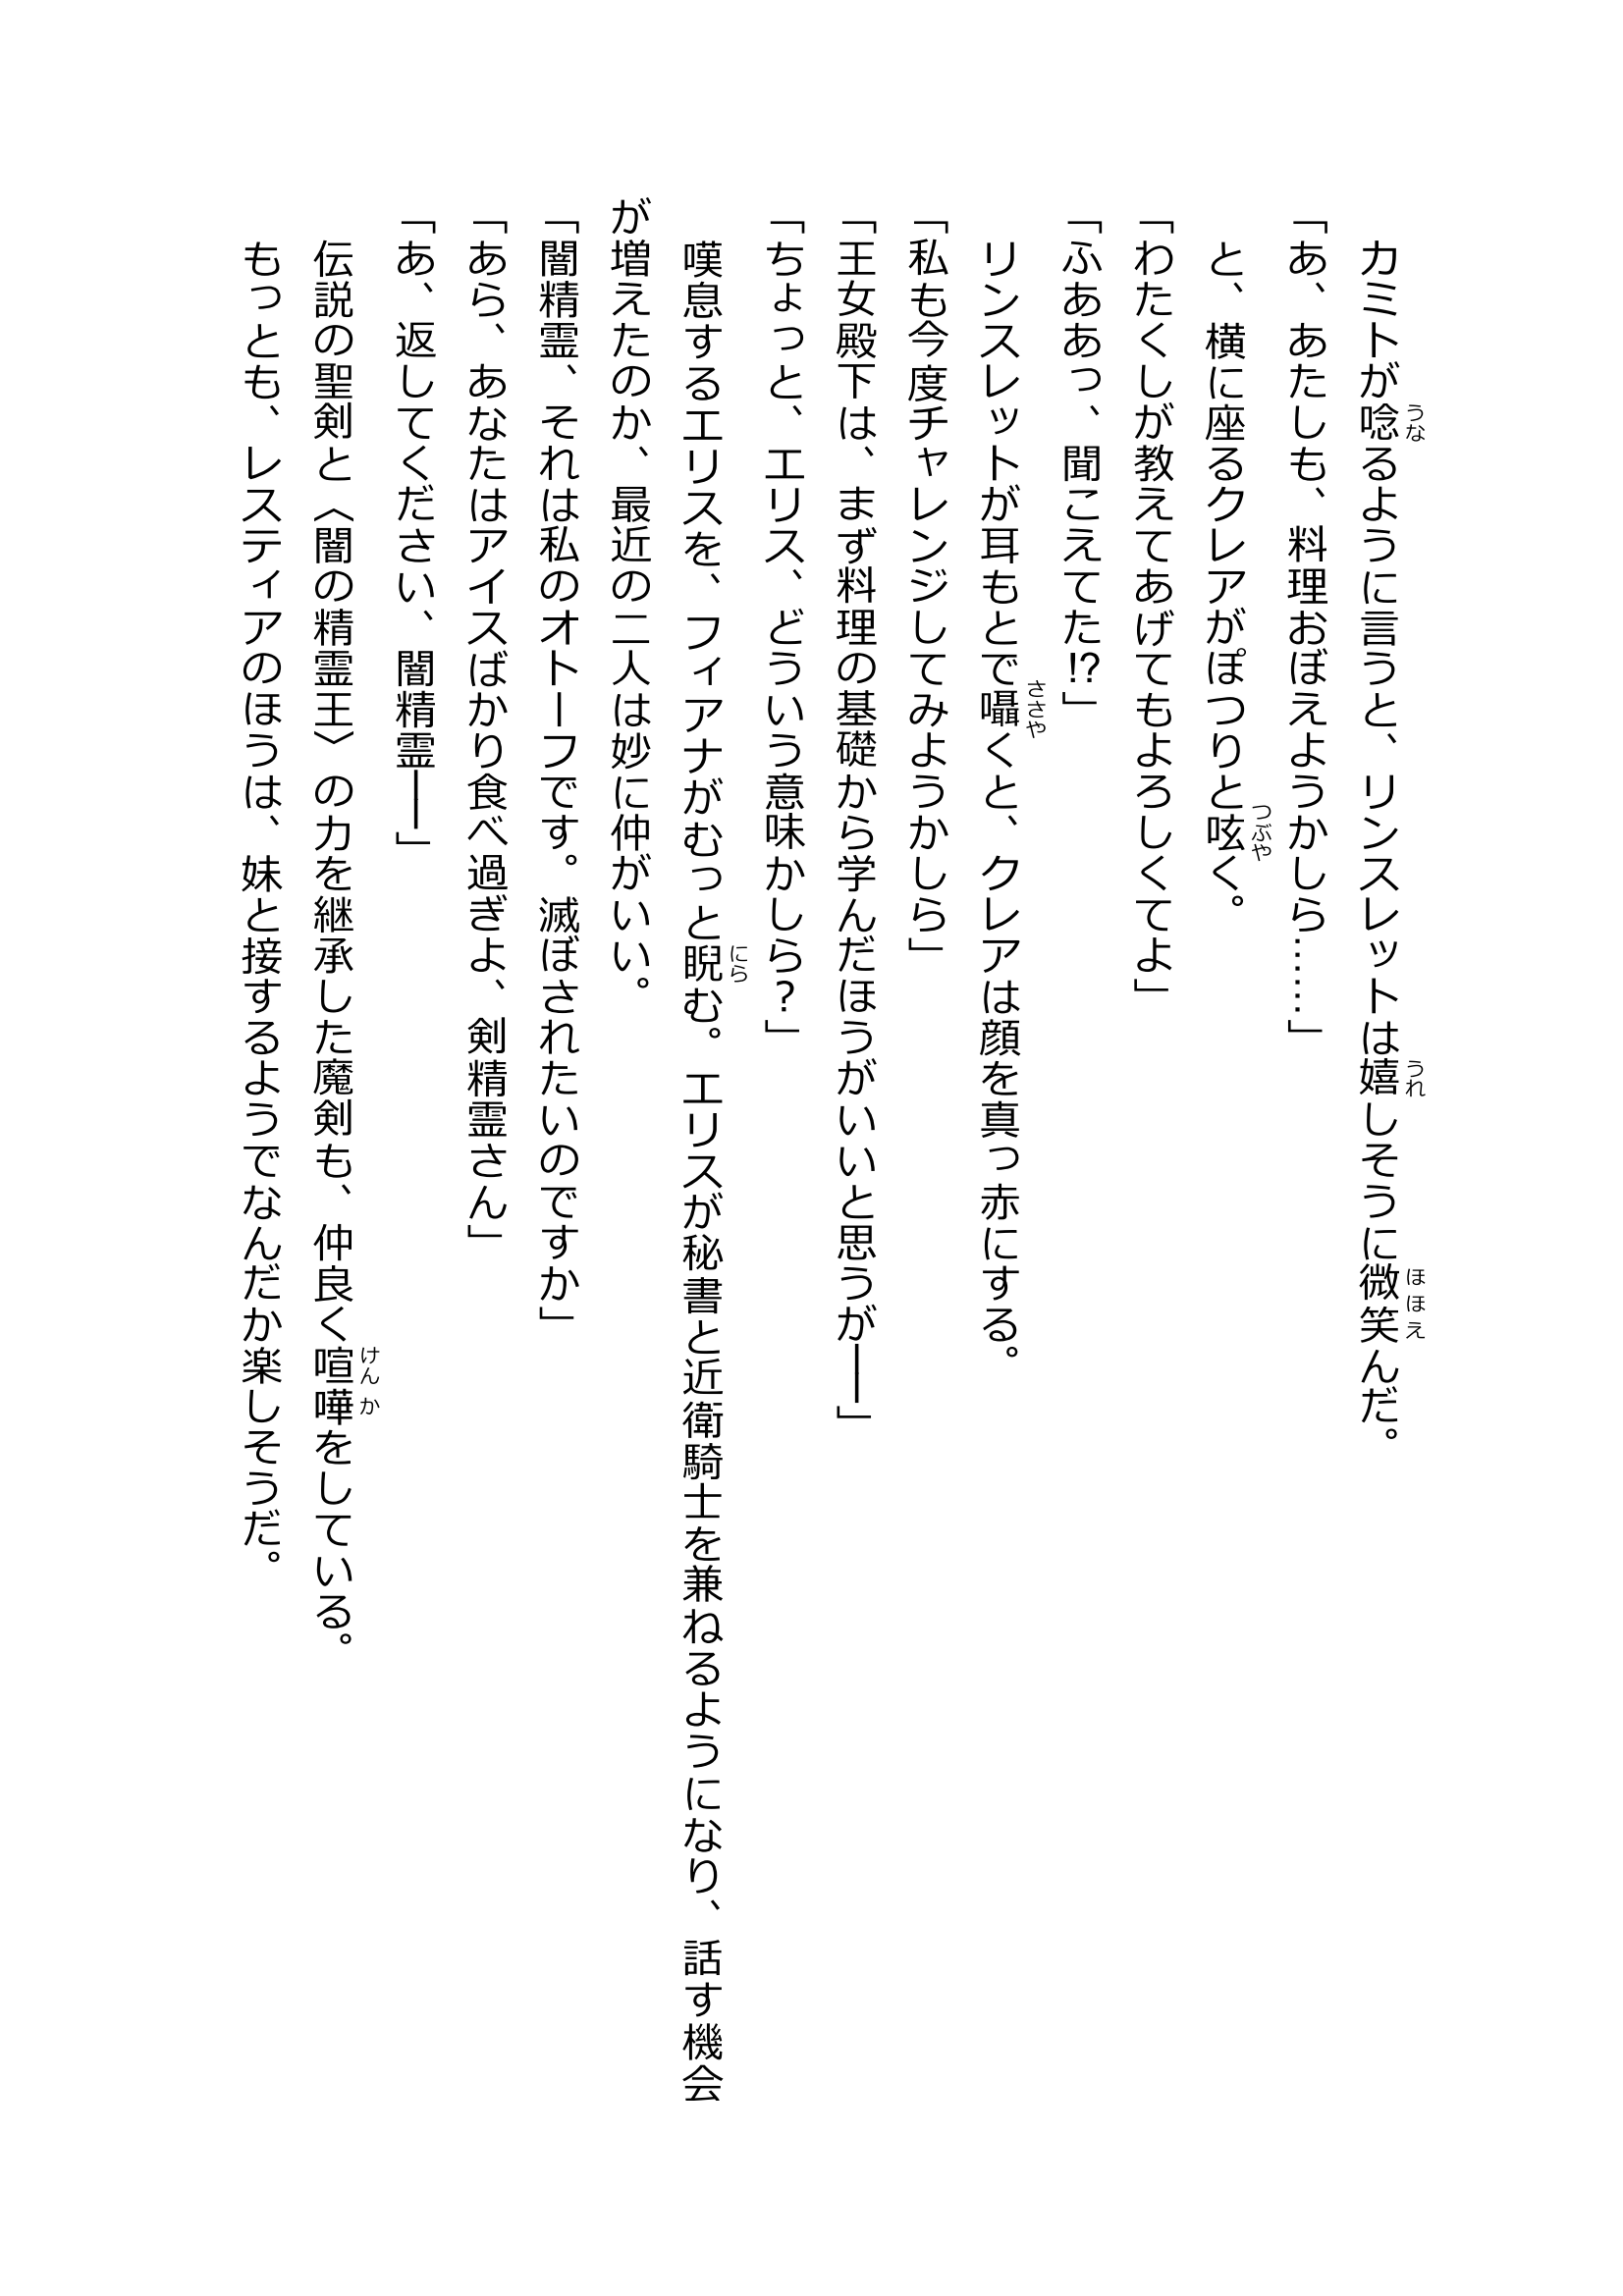 カミトが唸るように言うと、リンスレットは嬉しそうに微笑んだ。
「あ、あたしも、料理おぼえようかしら……」
と、横に座るクレアがぽつりと呟く。
「わたくしが教えてあげてもよろしくてよ」
「ふああっ、聞こえてた!?」
リンスレットが耳もとで囁くと、クレアは顔を真っ赤にする。
「私も今度チャレンジしてみようかしら」
「王女殿下は、まず料理の基礎から学んだほうがいいと思うが――」
「ちょっと、エリス、どういう意味かしら?」
嘆息するエリスを、フィアナがむっと睨む。エリスが秘書と近衛騎士を兼ねるようになり、話す機会
が増えたのか、最近の二人は妙に仲がいい。
「闇精霊、それは私のオトーフです。滅ぼされたいのですか」
「あら、あなたはアイスばかり食べ過ぎよ、剣精霊さん」
「あ、返してください、闇精霊――」
伝説の聖剣と〈闇の精霊王〉の力を継承した魔剣も、仲良く喧嘩をしている。
もっとも、レスティアのほうは、妹と接するようでなんだか楽しそうだ。